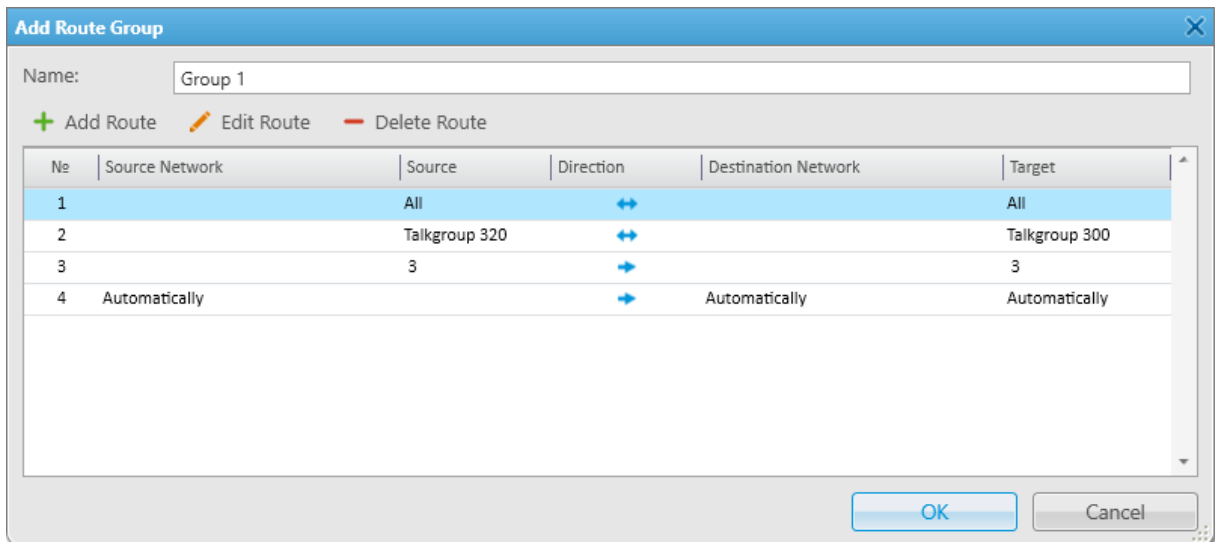 Add Route Group
Name: Group 1
Add Route Edit Route Delete Route
№ Source Network Source Direction Destination Network Target
1 All All
2 Talkgroup 320 Talkgroup 300
3 3 3
4 Automatically Automatically Automatically
OK Cancel